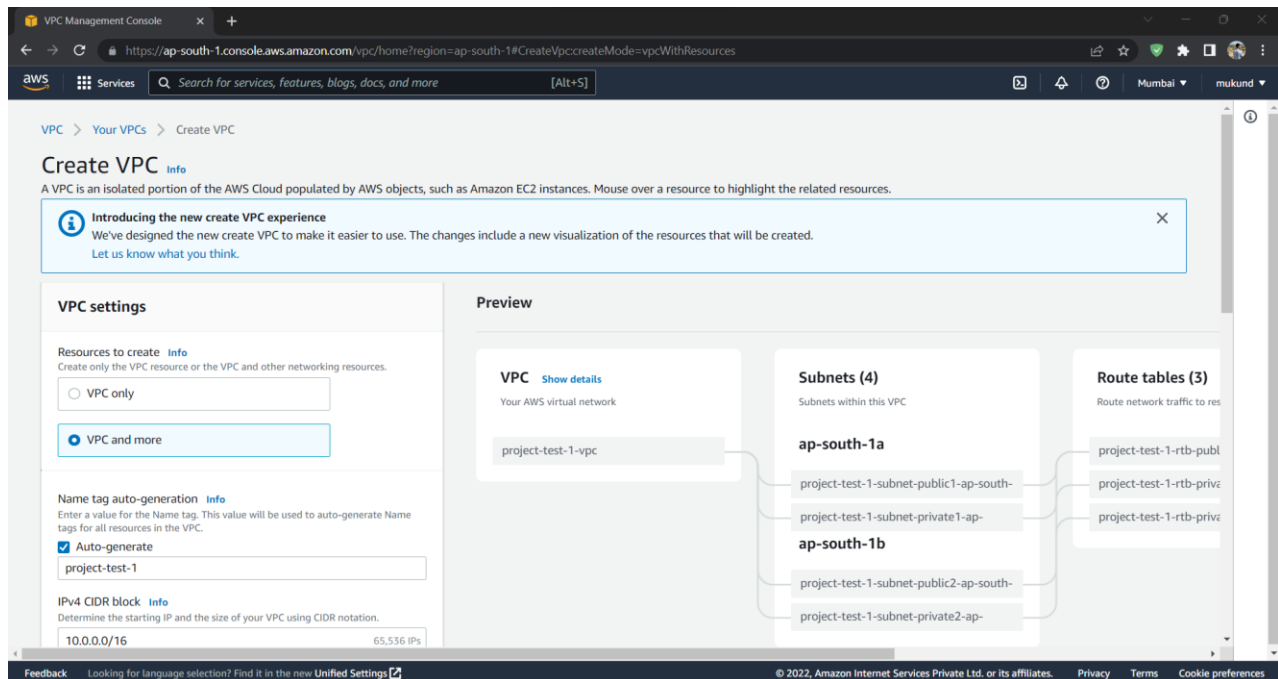 VPC Management Console
https://ap-south-1.console.aws.amazon.com/vpc/home?region=ap-south-1#CreateVpc:createMode=vpcWithResources
aws Services Search for services, features, blogs, docs, and more [Alt+S] Mumbai mukund
VPC > Your VPCs > Create VPC
Create VPC Info
A VPC is an isolated portion of the AWS Cloud populated by AWS objects, such as Amazon EC2 instances. Mouse over a resource to highlight the related resources.
Introducing the new create VPC experience
We've designed the new create VPC to make it easier to use. The changes include a new visualization of the resources that will be created.
Let us know what you think.
VPC settings
Resources to create Info
Create only the VPC resource or the VPC and other networking resources.
VPC only
VPC and more
Name tag auto-generation Info
Enter a value for the Name tag. This value will be used to auto-generate Name
tags for all resources in the VPC.
Auto-generate
project-test-1
IPv4 CIDR block Info
Determine the starting IP and the size of your VPC using CIDR notation.
10.0.0.0/16 65,536 IPs
Preview
VPC Show details
Your AWS virtual network
project-test-1-vpc
Subnets (4)
Subnets within this VPC
ap-south-1a
project-test-1-subnet-public1-ap-south-
project-test-1-subnet-private1-ap-
ap-south-1b
project-test-1-subnet-public2-ap-south-
project-test-1-subnet-private2-ap-
Route tables (3)
Route network traffic to res
project-test-1-rtb-publ
project-test-1-rtb-priva
project-test-1-rtb-priva
Feedback Looking for language selection? Find it in the new Unified Settings © 2022, Amazon Internet Services Private Ltd. or its affiliates. Privacy Terms Cookie preferences